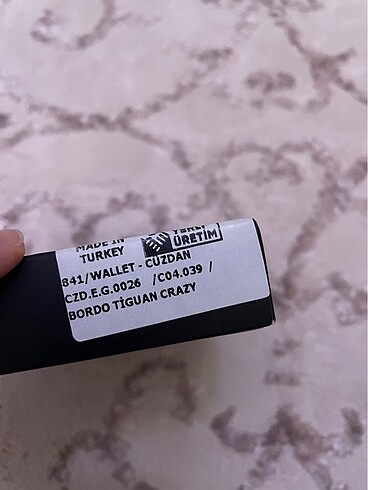 MADE IN
TURKEY
YERLİ
ÜRETİM
841/WALLET - CÜZDAN
CZD.E.G.0026 /C04.039 /
BORDO TİGUAN CRAZY